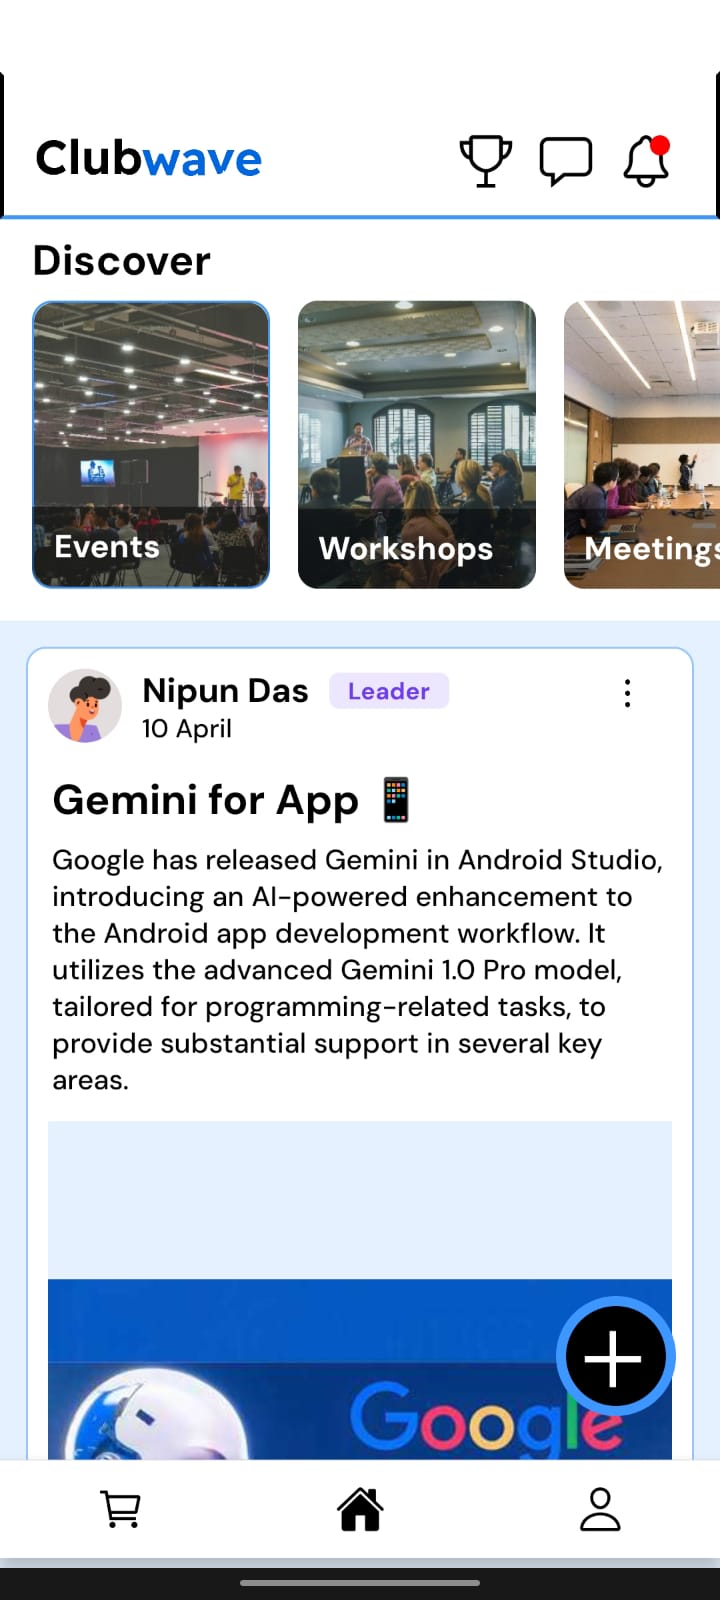 Clubwave
Discover
Events
Workshops
Meetings
Nipun Das
Leader
10 April
Gemini for App 📱
Google has released Gemini in Android Studio,
introducing an AI-powered enhancement to
the Android app development workflow. It
utilizes the advanced Gemini 1.0 Pro model,
tailored for programming-related tasks, to
provide substantial support in several key
areas.
Google